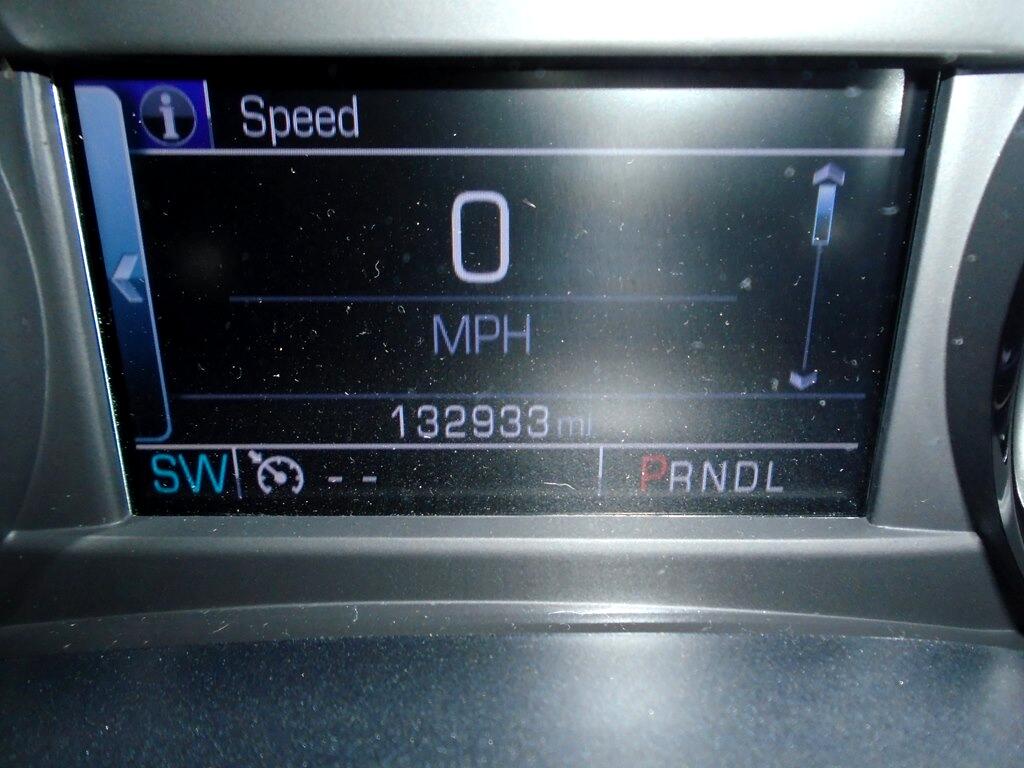 i Speed
0
MPH
132933 mi
SW -- PRNDL